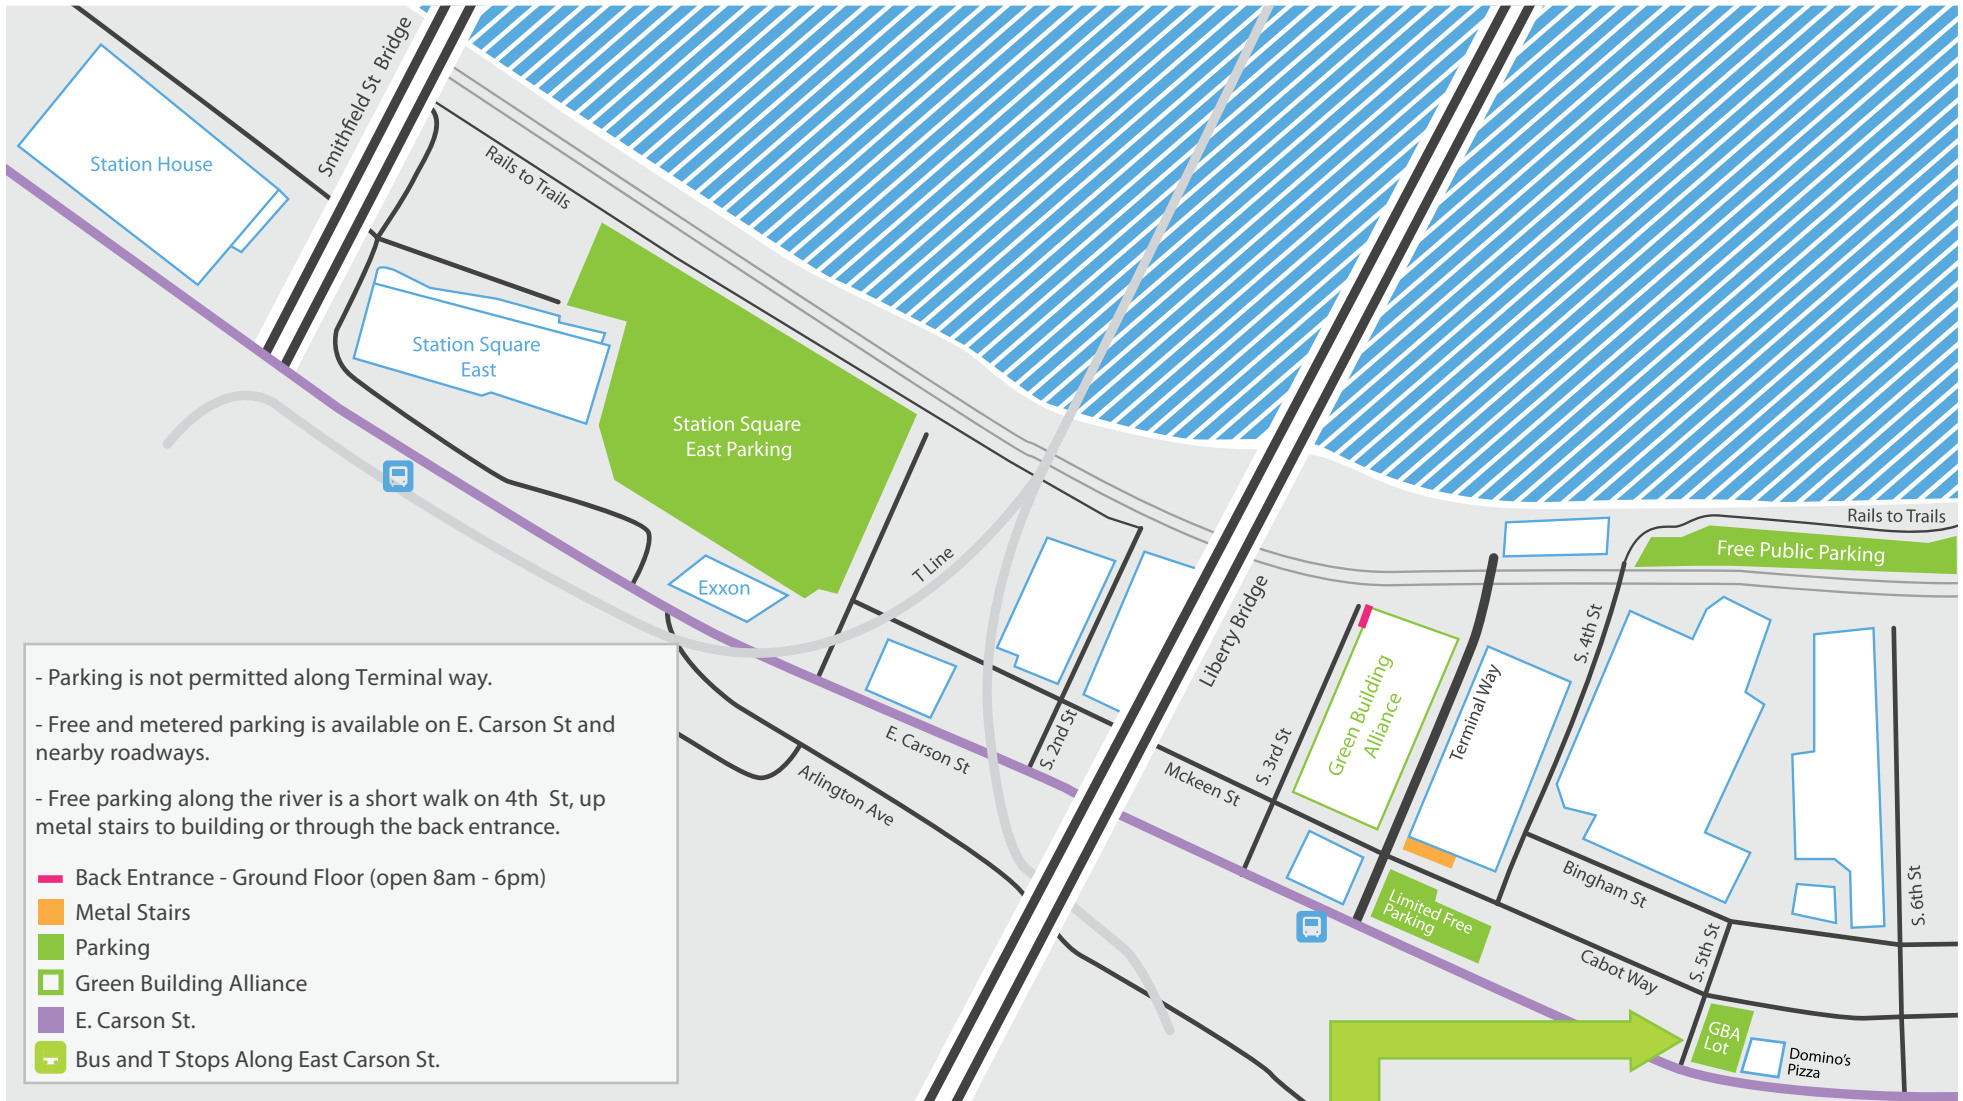 Smithfield St Bridge
Station House
Rails to Trails
Station Square
East
Station Square
East Parking
Exxon
T Line
Rails to Trails
Free Public Parking
Liberty Bridge
S. 4th St
Green Building
Alliance
Terminal Way
S. 3rd St
S. 2nd St
E. Carson St
Mckeen St
Arlington Ave
Limited Free
Parking
Bingham St
S. 6th St
S. 5th St
Cabot Way
GBA
Lot
Domino's
Pizza
- Parking is not permitted along Terminal way.
- Free and metered parking is available on E. Carson St and
nearby roadways.
- Free parking along the river is a short walk on 4th St, up
metal stairs to building or through the back entrance.
Back Entrance - Ground Floor (open 8am - 6pm)
Metal Stairs
Parking
Green Building Alliance
E. Carson St.
Bus and T Stops Along East Carson St.